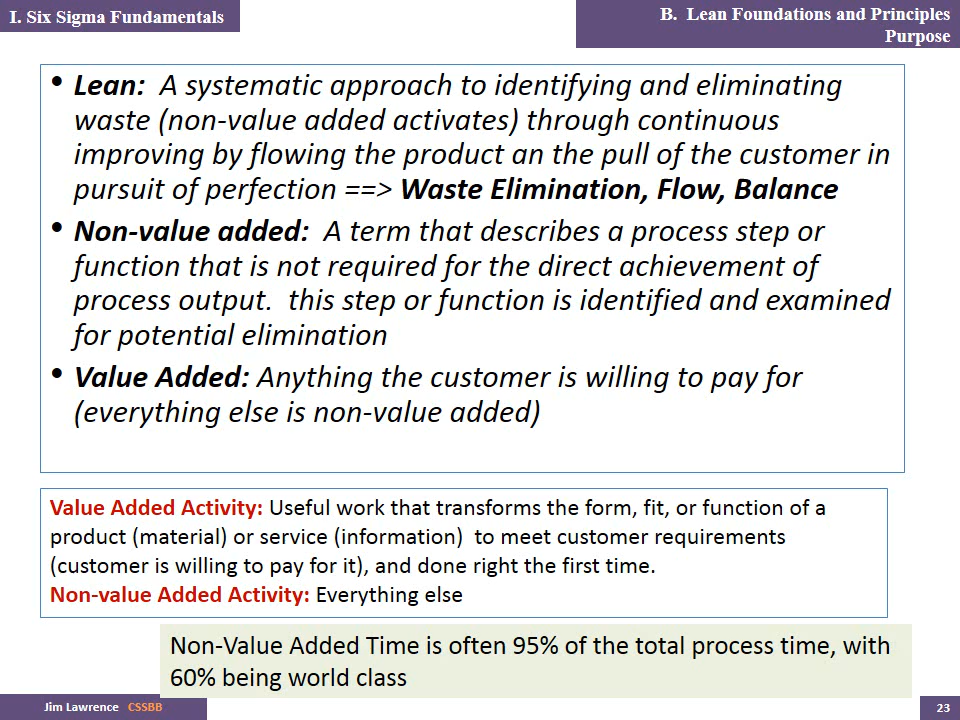 I. Six Sigma Fundamentals
B.  Lean Foundations and Principles
Purpose
• Lean:  A systematic approach to identifying and eliminating
waste (non-value added activates) through continuous
improving by flowing the product an the pull of the customer in
pursuit of perfection ==> Waste Elimination, Flow, Balance
• Non-value added:  A term that describes a process step or
function that is not required for the direct achievement of
process output.  this step or function is identified and examined
for potential elimination
• Value Added: Anything the customer is willing to pay for
(everything else is non-value added)
Value Added Activity: Useful work that transforms the form, fit, or function of a
product (material) or service (information)  to meet customer requirements
(customer is willing to pay for it), and done right the first time.
Non-value Added Activity: Everything else
Non-Value Added Time is often 95% of the total process time, with
60% being world class
Jim Lawrence   CSSBB
23